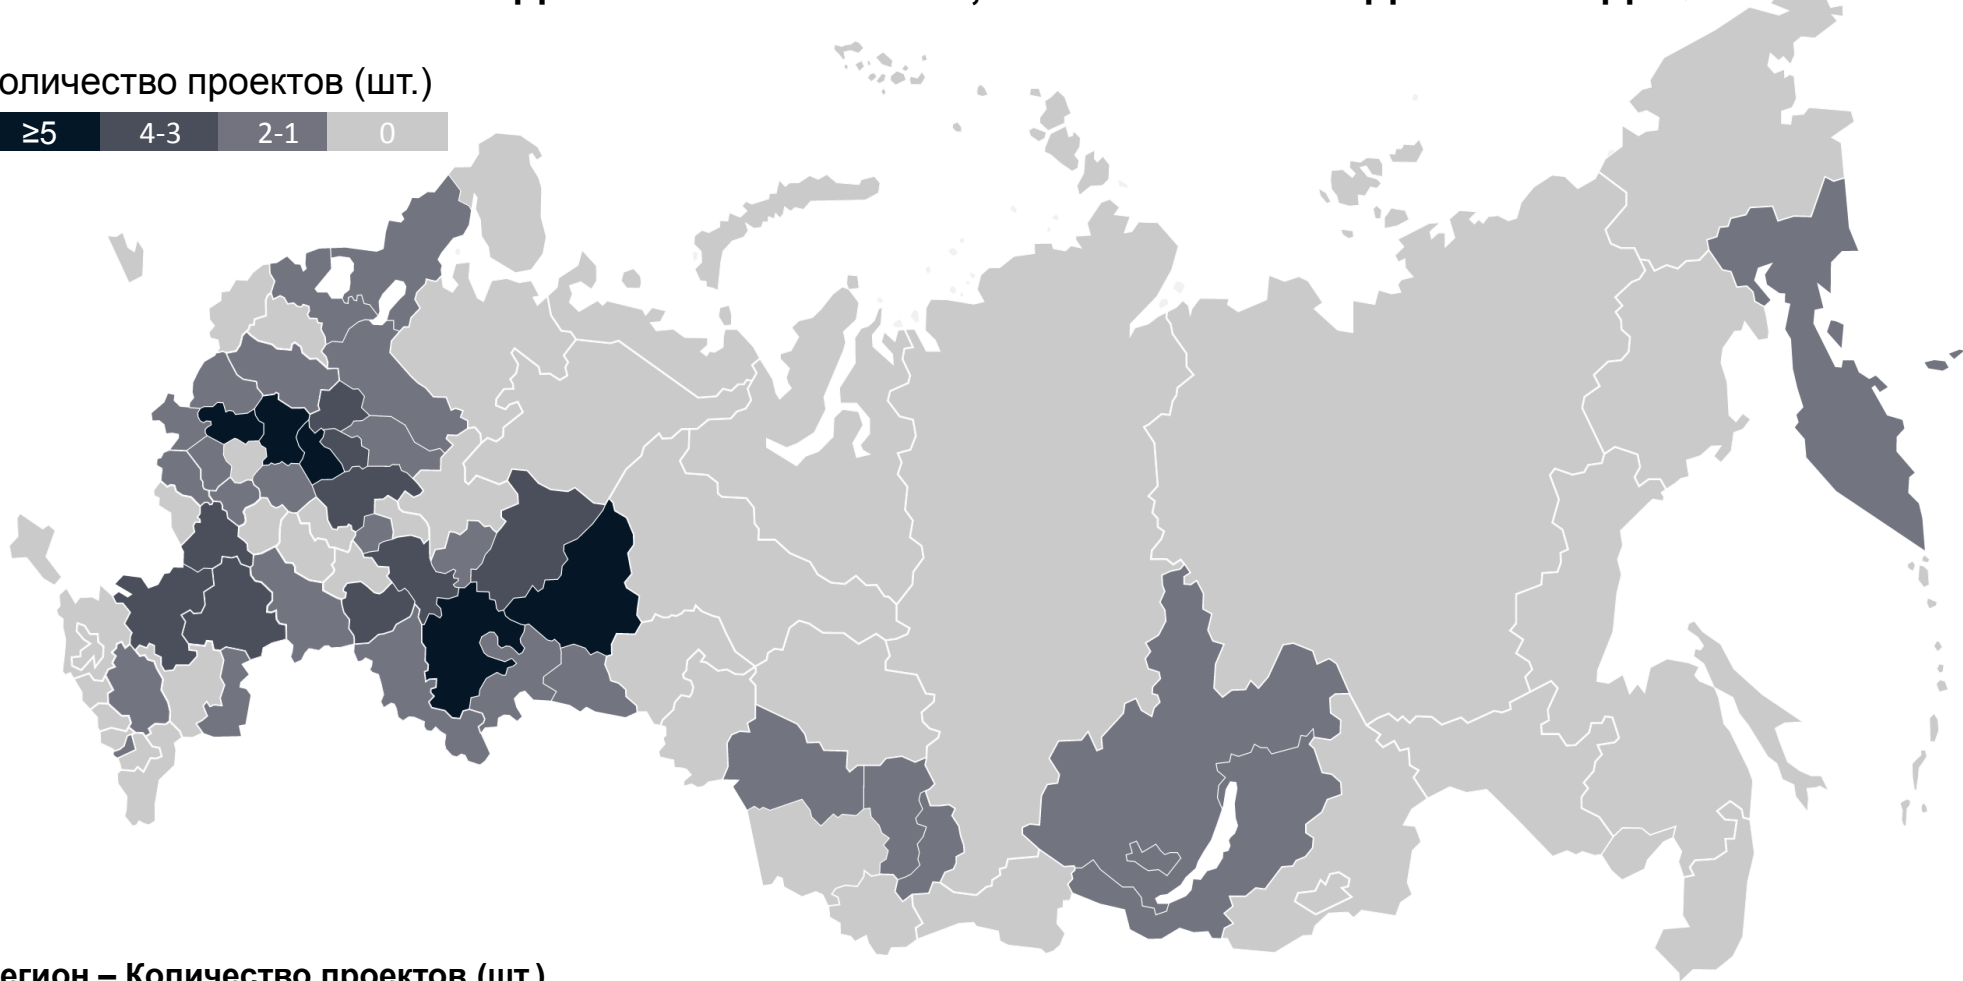 оличество проектов (шт.)
≥5 4-3 2-1 0
егион – Количество проектов (шт.)